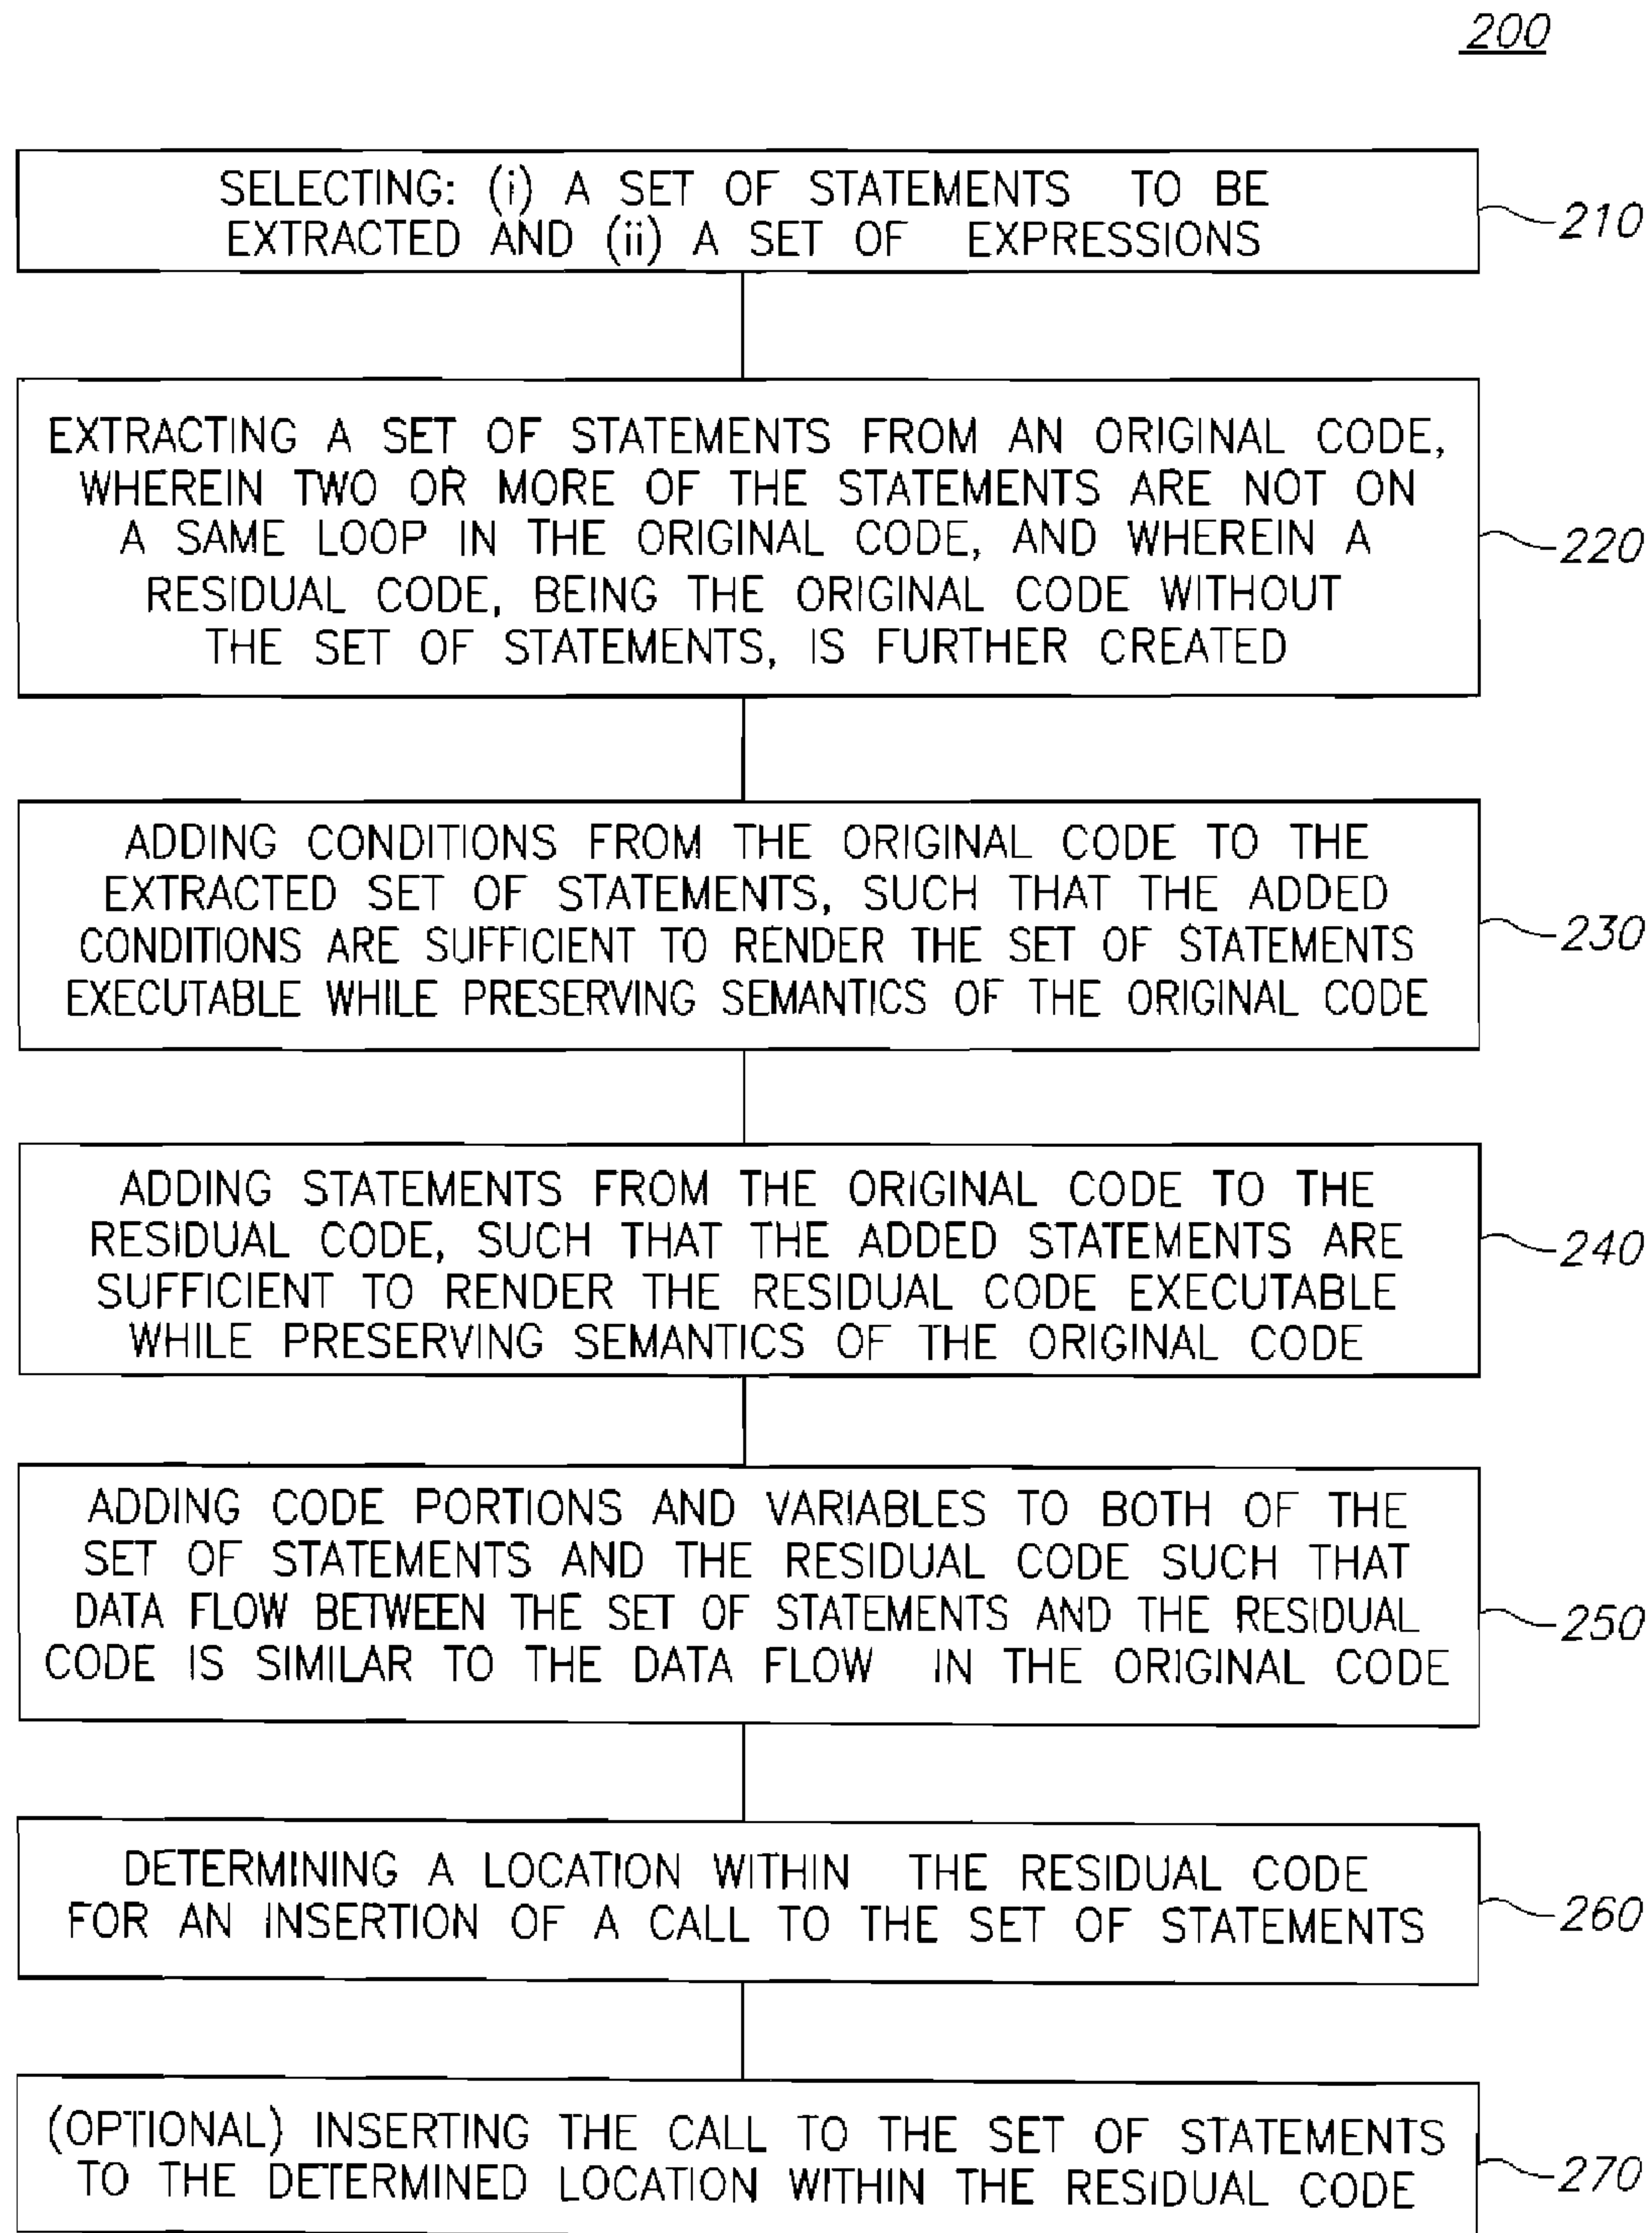 200
SELECTING: (i) A SET OF STATEMENTS TO BE
EXTRACTED AND (ii) A SET OF EXPRESSIONS
210
EXTRACTING A SET OF STATEMENTS FROM AN ORIGINAL CODE,
WHEREIN TWO OR MORE OF THE STATEMENTS ARE NOT ON
A SAME LOOP IN THE ORIGINAL CODE, AND WHEREIN A
RESIDUAL CODE, BEING THE ORIGINAL CODE WITHOUT
THE SET OF STATEMENTS, IS FURTHER CREATED
220
ADDING CONDITIONS FROM THE ORIGINAL CODE TO THE
EXTRACTED SET OF STATEMENTS, SUCH THAT THE ADDED
CONDITIONS ARE SUFFICIENT TO RENDER THE SET OF STATEMENTS
EXECUTABLE WHILE PRESERVING SEMANTICS OF THE ORIGINAL CODE
230
ADDING STATEMENTS FROM THE ORIGINAL CODE TO THE
RESIDUAL CODE, SUCH THAT THE ADDED STATEMENTS ARE
SUFFICIENT TO RENDER THE RESIDUAL CODE EXECUTABLE
WHILE PRESERVING SEMANTICS OF THE ORIGINAL CODE
240
ADDING CODE PORTIONS AND VARIABLES TO BOTH OF THE
SET OF STATEMENTS AND THE RESIDUAL CODE SUCH THAT
DATA FLOW BETWEEN THE SET OF STATEMENTS AND THE RESIDUAL
CODE IS SIMILAR TO THE DATA FLOW IN THE ORIGINAL CODE
250
DETERMINING A LOCATION WITHIN THE RESIDUAL CODE
FOR AN INSERTION OF A CALL TO THE SET OF STATEMENTS
260
(OPTIONAL) INSERTING THE CALL TO THE SET OF STATEMENTS
TO THE DETERMINED LOCATION WITHIN THE RESIDUAL CODE
270